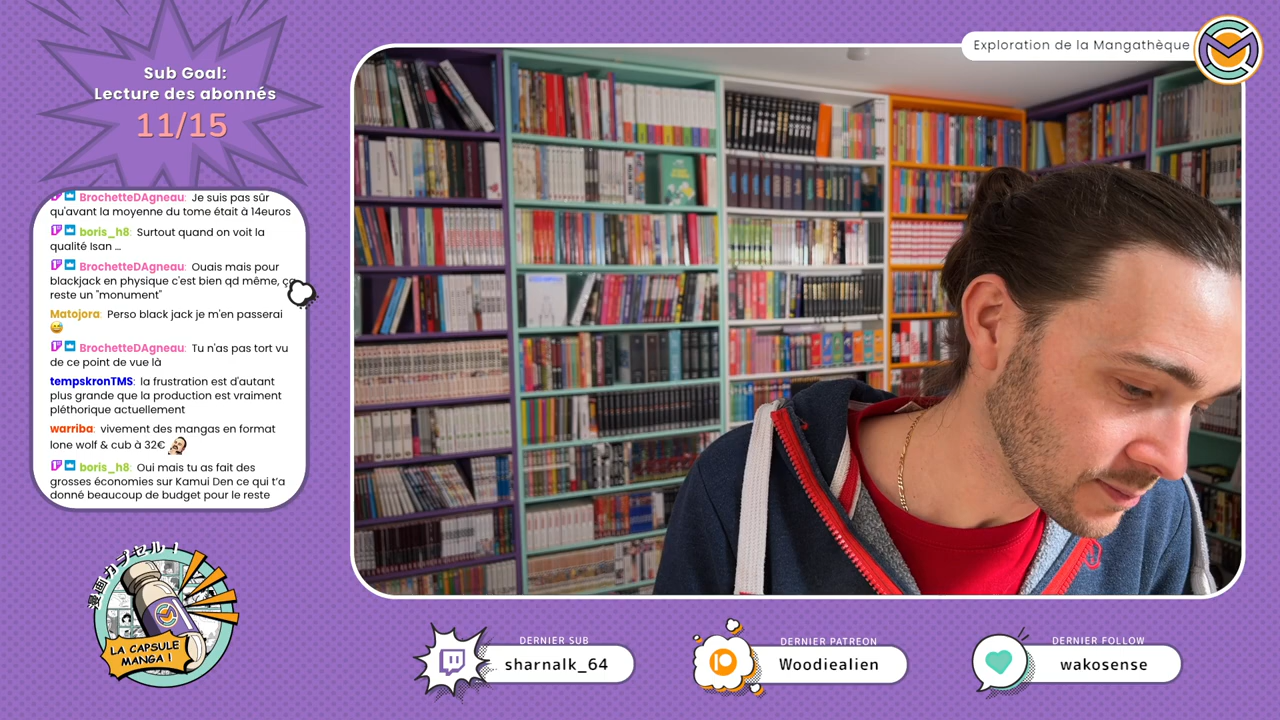 Sub Goal:
Lecture des abonnés
11/15
Exploration de la Mangathèque
BrochetteDAgneau: Je suis pas sûr
qu'avant la moyenne du tome était à 14euros
boris_h8: Surtout quand on voit la
qualité Isan ...
BrochetteDAgneau: Ouais mais pour
blackjack en physique c'est bien qd même, ça
reste un "monument"
Matojora: Perso black jack je m'en passerai
😅
BrochetteDAgneau: Tu n'as pas tort vu
de ce point de vue là
tempskronTMS: la frustration est d'autant
plus grande que la production est vraiment
pléthorique actuellement
warriba: vivement des mangas en format
lone wolf & cub à 32€
boris_h8: Oui mais tu as fait des
grosses économies sur Kamui Den ce qui t'a
donné beaucoup de budget pour le reste
漫画カプセル!
LA CAPSULE
MANGA !
DERNIER SUB
sharnalk_64
DERNIER PATREON
Woodiealien
DERNIER FOLLOW
wakosense